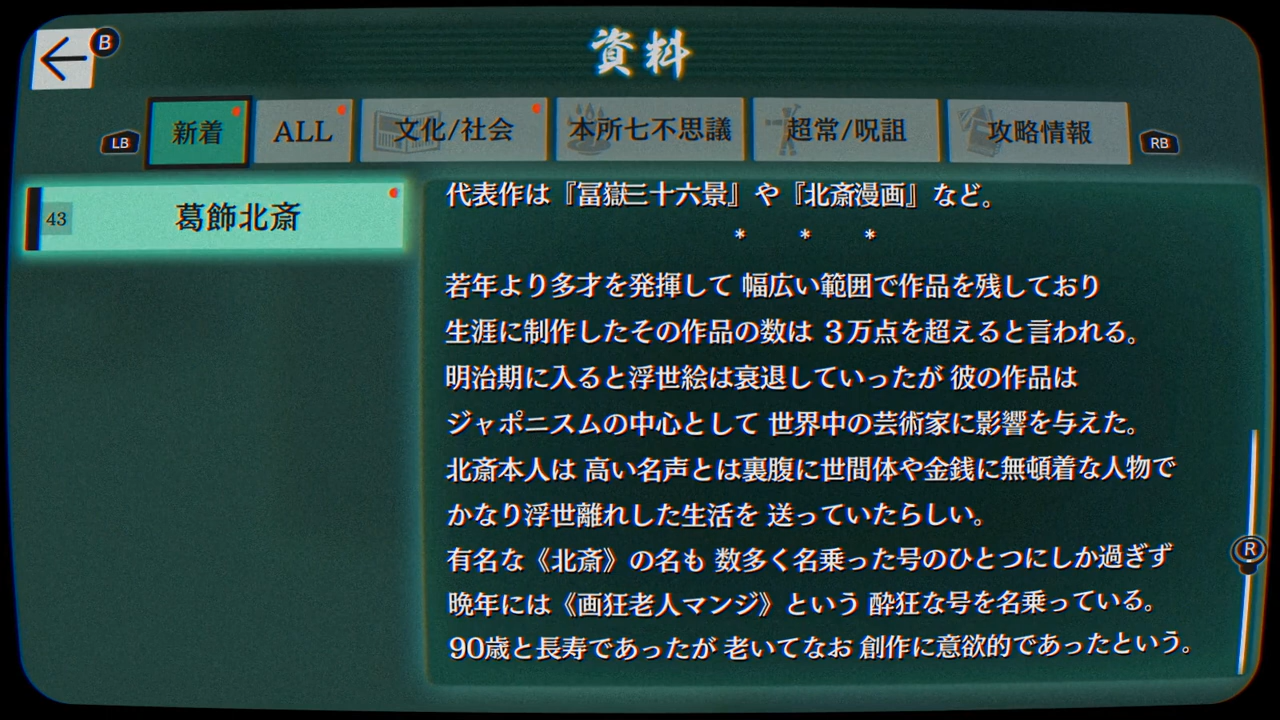 B
資料
LB
新着
ALL
文化/社会
本所七不思議
超常/呪詛
攻略情報
RB
43
葛飾北斎
代表作は『冨嶽三十六景』や『北斎漫画』など。
* * *
若年より多才を発揮して 幅広い範囲で作品を残しており
生涯に制作したその作品の数は 3万点を超えると言われる。
明治期に入ると浮世絵は衰退していったが 彼の作品は
ジャポニスムの中心として 世界中の芸術家に影響を与えた。
北斎本人は 高い名声とは裏腹に世間体や金銭に無頓着な人物で
かなり浮世離れした生活を 送っていたらしい。
有名な《北斎》の名も 数多く名乗った号のひとつにしか過ぎず
晩年には《画狂老人マンジ》という 酔狂な号を名乗っている。
90歳と長寿であったが 老いてなお 創作に意欲的であったという。
R